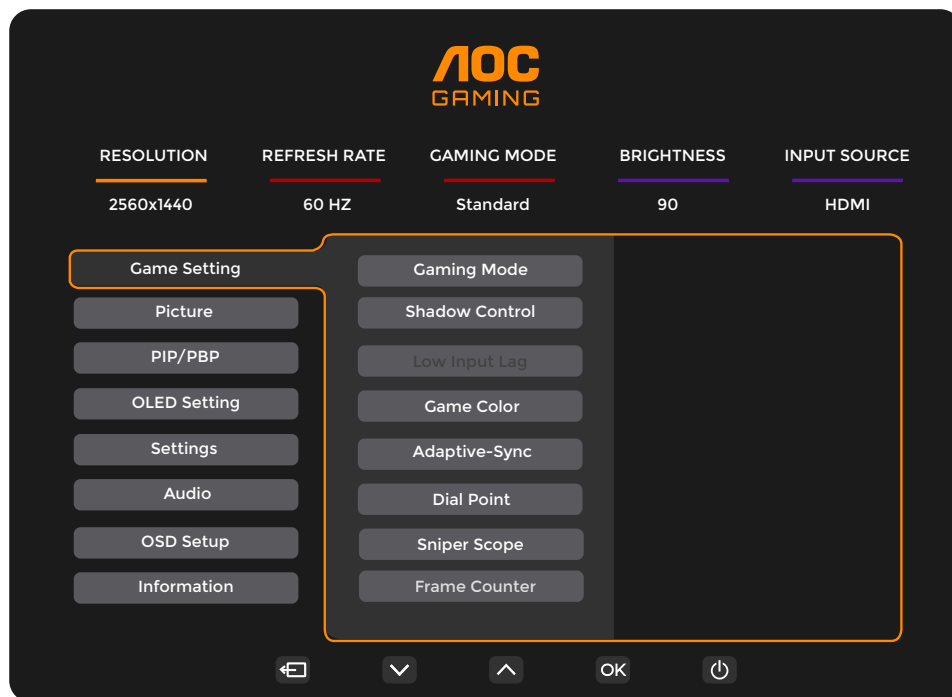 AOC
GAMING
RESOLUTION REFRESH RATE GAMING MODE BRIGHTNESS INPUT SOURCE
2560x1440 60 HZ Standard 90 HDMI
Game Setting
Picture
PIP/PBP
OLED Setting
Settings
Audio
OSD Setup
Information
Gaming Mode
Shadow Control
Low Input Lag
Game Color
Adaptive-Sync
Dial Point
Sniper Scope
Frame Counter
OK